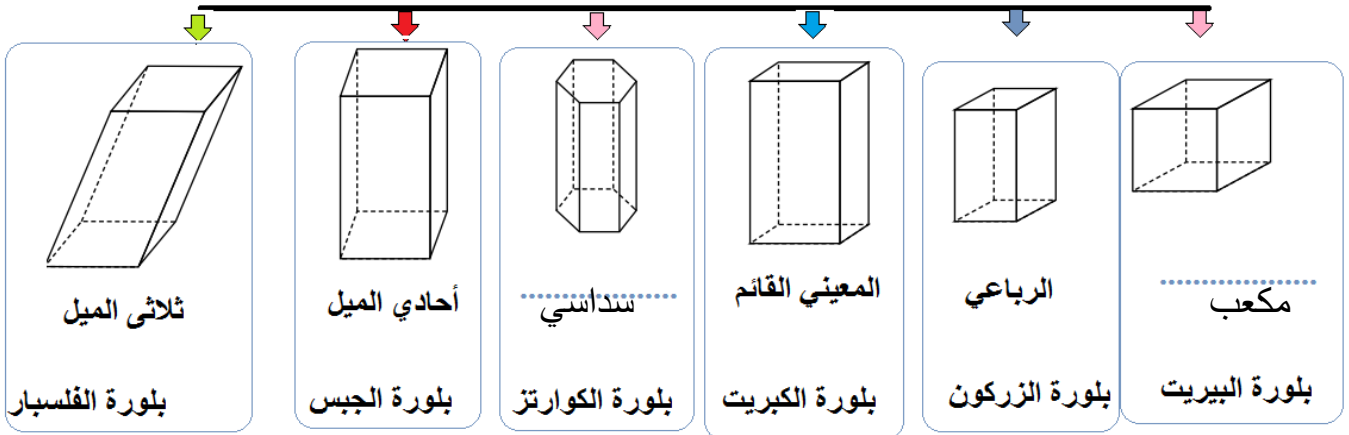 مكعب
بلورة البيريت
الرباعي
بلورة الزركون
المعيني القائم
بلورة الكبريت
سداسي
بلورة الكوارتز
أحادي الميل
بلورة الجبس
ثلاثى الميل
بلورة الفلسبار